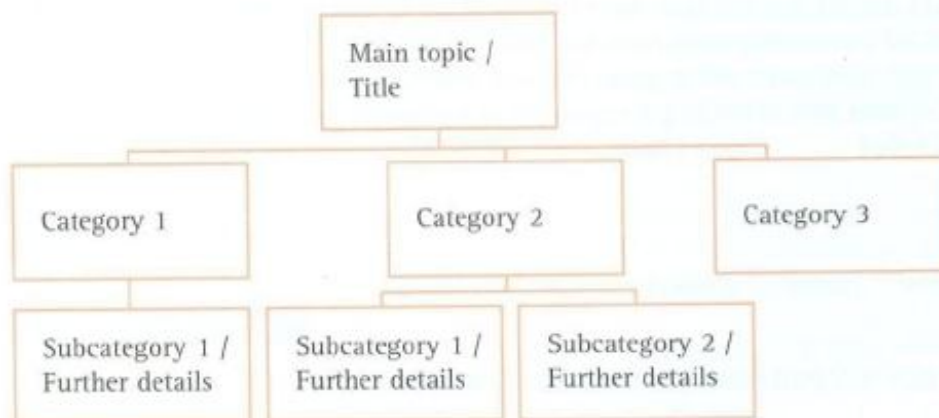 Main topic /
Title
Category 1
Category 2
Category 3
Subcategory 1 /
Further details
Subcategory 1 /
Further details
Subcategory 2 /
Further details